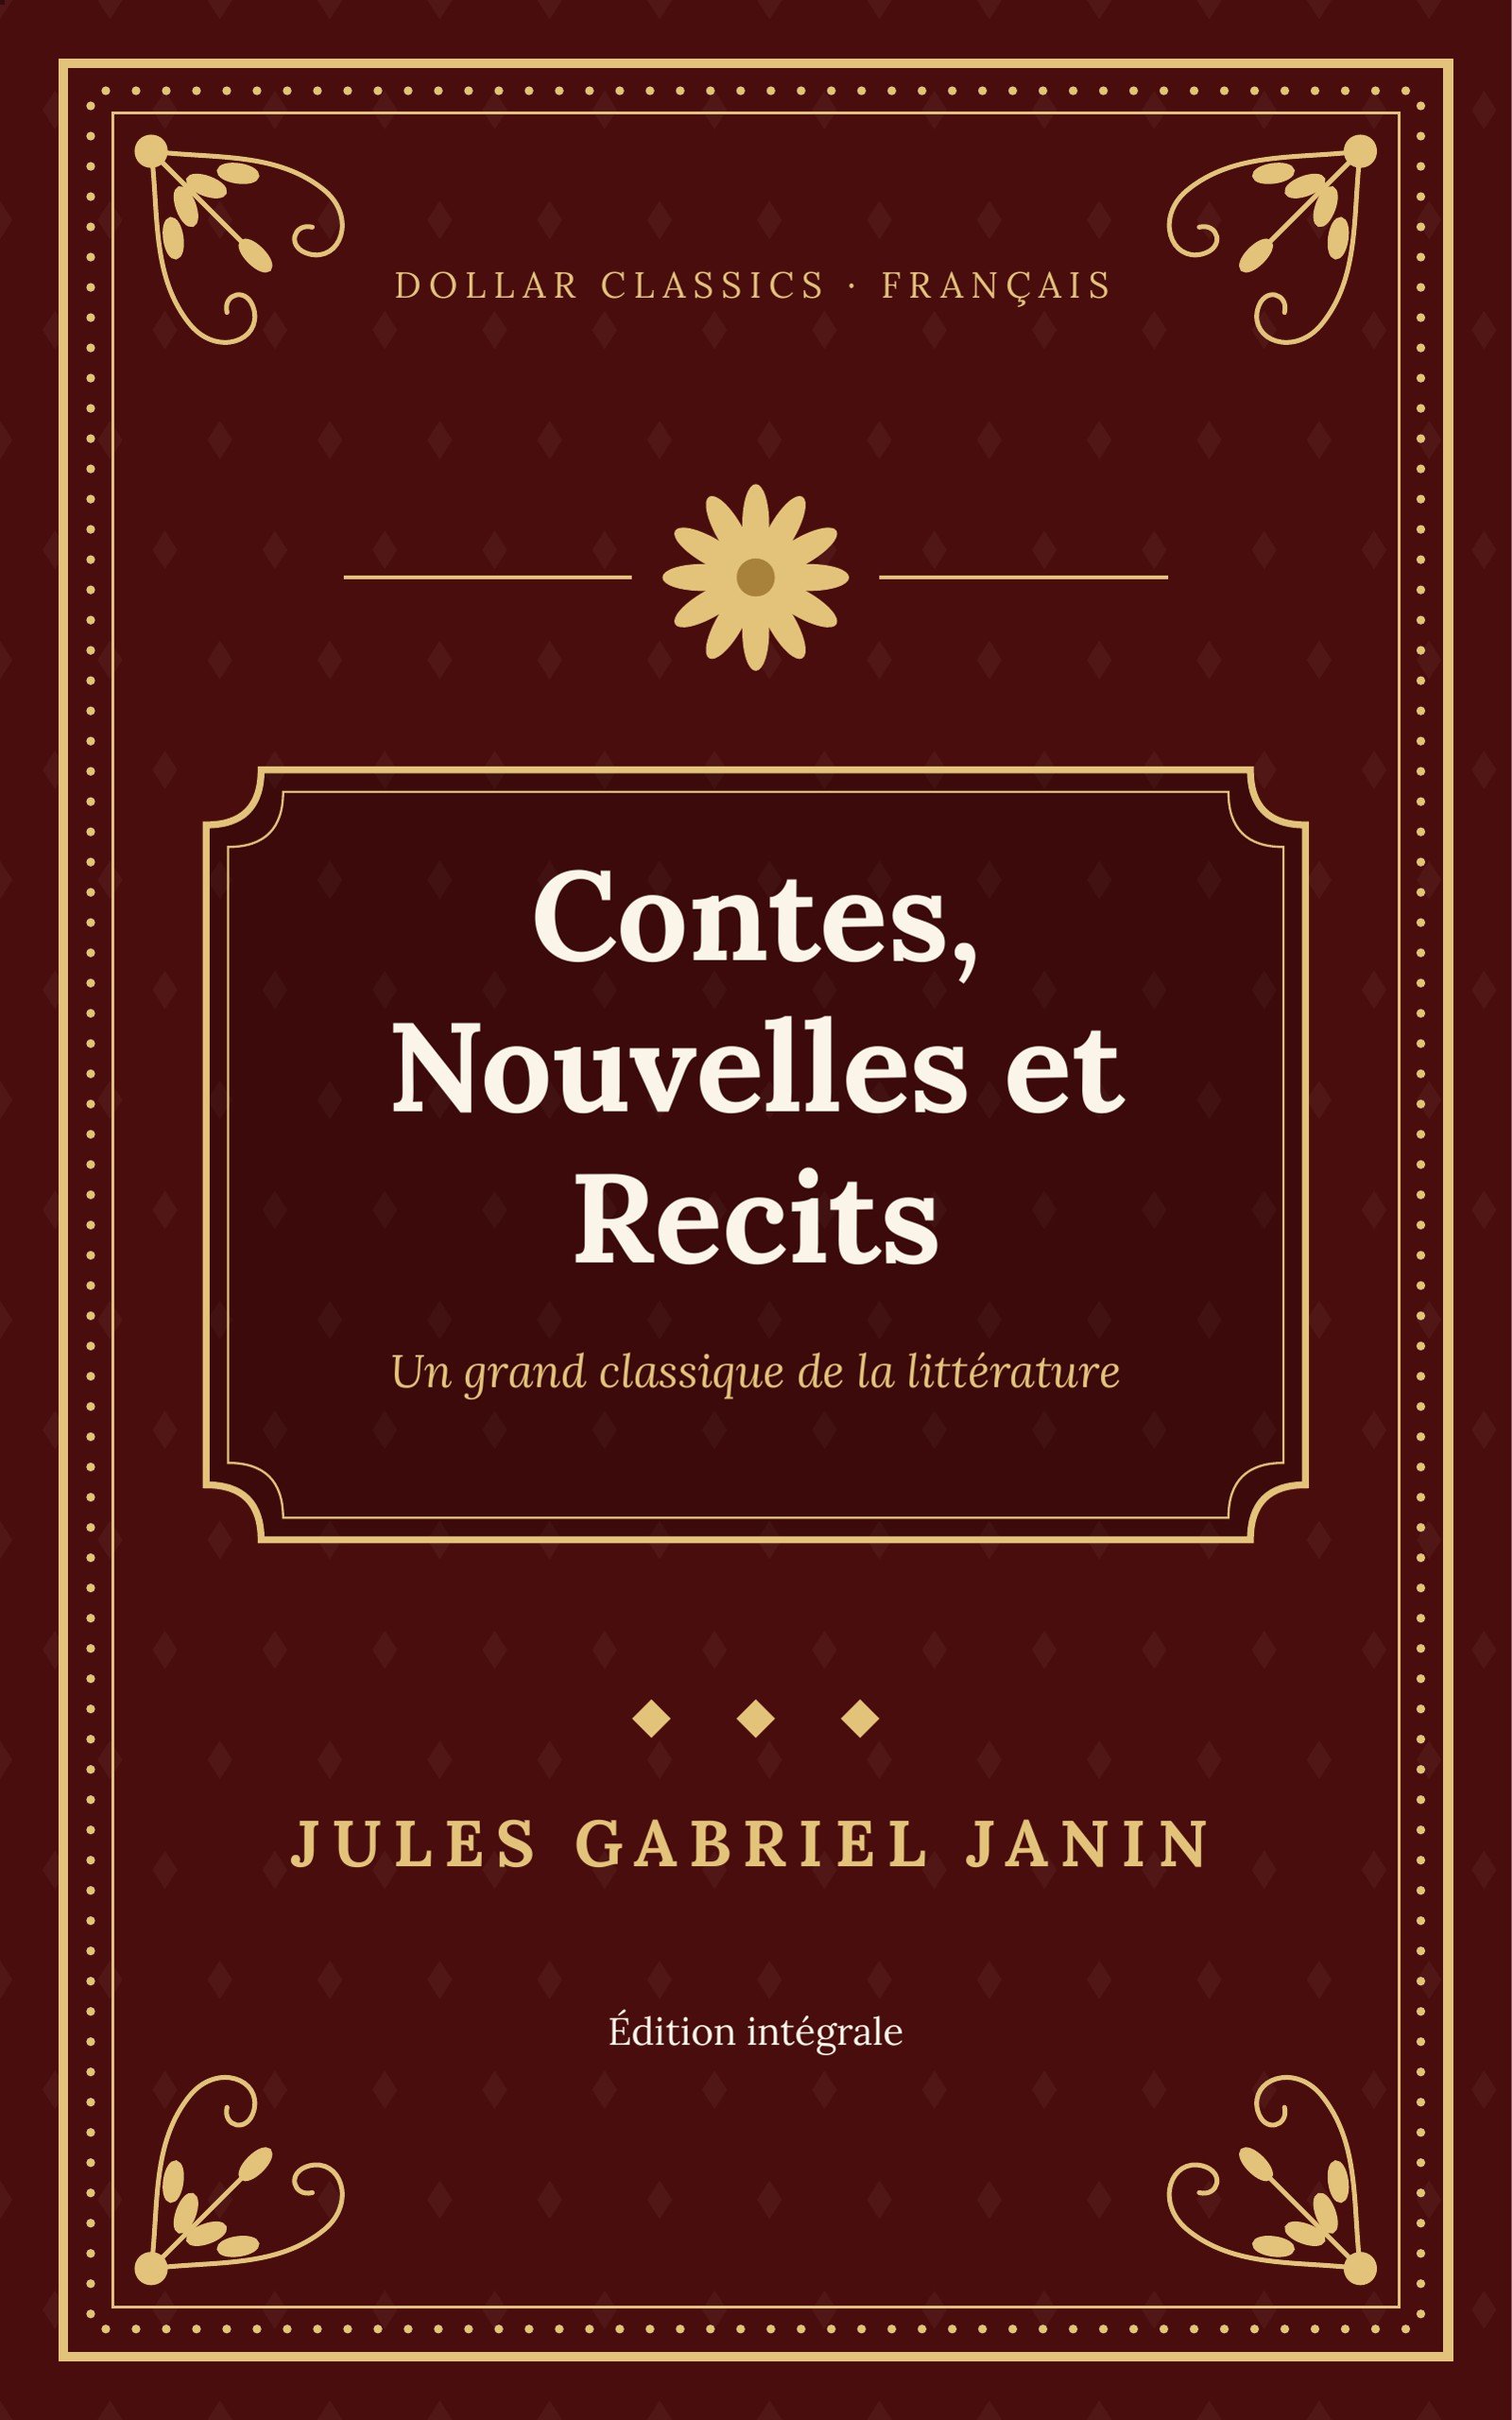 DOLLAR CLASSICS · FRANÇAIS
Contes,
Nouvelles et
Recits
Un grand classique de la littérature
JULES GABRIEL JANIN
Édition intégrale